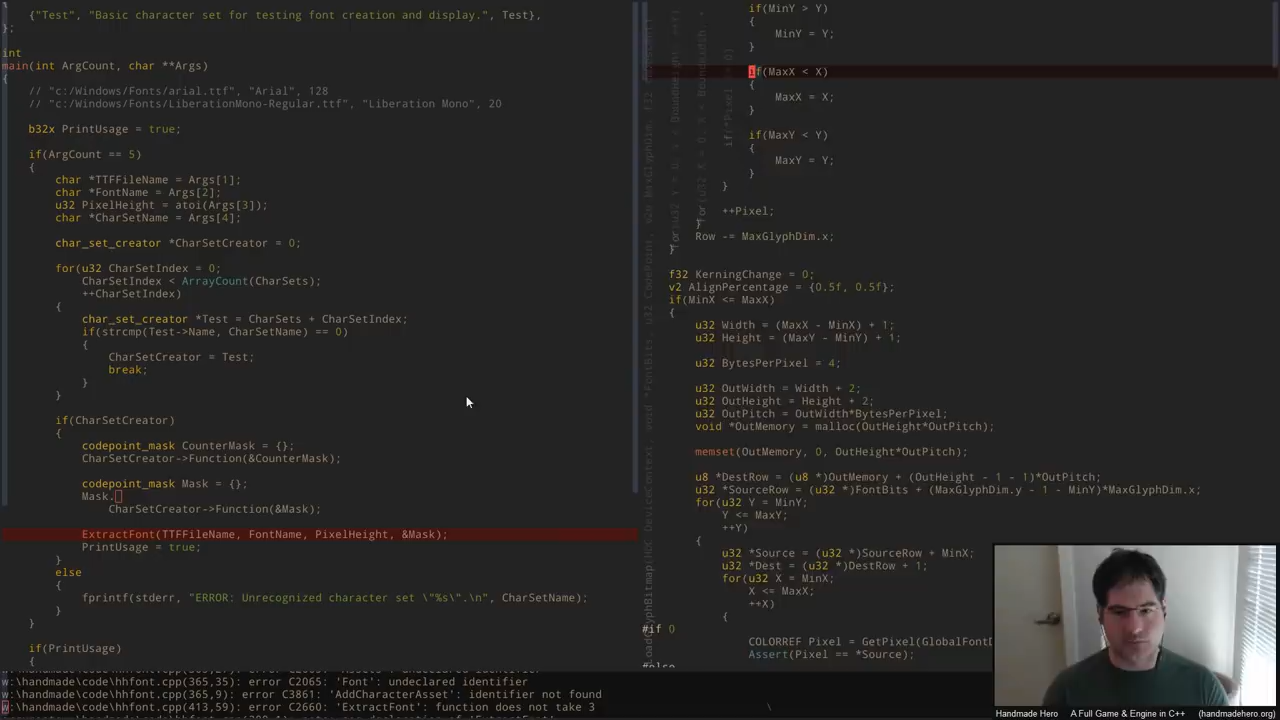 {"Test", "Basic character set for testing font creation and display.", Test},
};
int
main(int ArgCount, char **Args)
{
// "c:/Windows/Fonts/arial.ttf", "Arial", 128
// "c:/Windows/Fonts/LiberationMono-Regular.ttf", "Liberation Mono", 20
b32x PrintUsage = true;
if(ArgCount == 5)
{
char *TTFFileName = Args[1];
char *FontName = Args[2];
u32 PixelHeight = atoi(Args[3]);
char *CharSetName = Args[4];
char_set_creator *CharSetCreator = 0;
for(u32 CharSetIndex = 0;
CharSetIndex < ArrayCount(CharSets);
++CharSetIndex)
{
char_set_creator *Test = CharSets + CharSetIndex;
if(strcmp(Test->Name, CharSetName) == 0)
{
CharSetCreator = Test;
break;
}
}
if(CharSetCreator)
{
codepoint_mask CounterMask = {};
CharSetCreator->Function(&CounterMask);
codepoint_mask Mask = {};
Mask.
CharSetCreator->Function(&Mask);
ExtractFont(TTFFileName, FontName, PixelHeight, &Mask);
PrintUsage = true;
}
else
{
fprintf(stderr, "ERROR: Unrecognized character set \"%s\".\n", CharSetName);
}
}
if(PrintUsage)
{
if(MinY > Y)
{
MinY = Y;
}
if(MaxX < X)
{
MaxX = X;
}
if(MaxY < Y)
{
MaxY = Y;
}
}
++Pixel;
}
Row -= MaxGlyphDim.x;
}
f32 KerningChange = 0;
v2 AlignPercentage = {0.5f, 0.5f};
if(MinX <= MaxX)
{
u32 Width = (MaxX - MinX) + 1;
u32 Height = (MaxY - MinY) + 1;
u32 BytesPerPixel = 4;
u32 OutWidth = Width + 2;
u32 OutHeight = Height + 2;
u32 OutPitch = OutWidth*BytesPerPixel;
void *OutMemory = malloc(OutHeight*OutPitch);
memset(OutMemory, 0, OutHeight*OutPitch);
u8 *DestRow = (u8 *)OutMemory + (OutHeight - 1 - 1)*OutPitch;
u32 *SourceRow = (u32 *)FontBits + (MaxGlyphDim.y - 1 - MinY)*MaxGlyphDim.x;
for(u32 Y = MinY;
Y <= MaxY;
++Y)
{
u32 *Source = (u32 *)SourceRow + MinX;
u32 *Dest = (u32 *)DestRow + 1;
for(u32 X = MinX;
X <= MaxX;
++X)
{
#if 0
COLORREF Pixel = GetPixel(GlobalFontD
Assert(Pixel == *Source);
#else
w:\handmade\code\hhfont.cpp(365,35): error C2065: 'Font': undeclared identifier
w:\handmade\code\hhfont.cpp(365,9): error C3861: 'AddCharacterAsset': identifier not found
w:\handmade\code\hhfont.cpp(413,59): error C2660: 'ExtractFont': function does not take 3
\
Handmade Hero A Full Game & Engine in C++ (handmadehero.org)